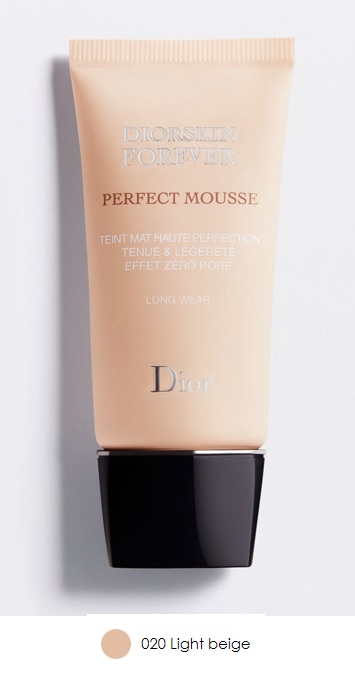 DIORSKIN
FOREVER
PERFECT MOUSSE
TEINT MAT HAUTE PERFECTION
TENUE & LÉGÈRETÉ
EFFET ZÉRO PORE
LONG WEAR
Dior
020 Light beige